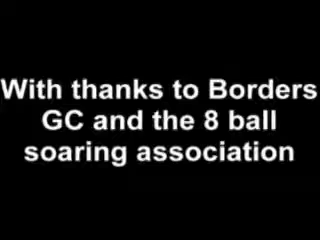 With thanks to Borders
GC and the 8 ball
soaring association